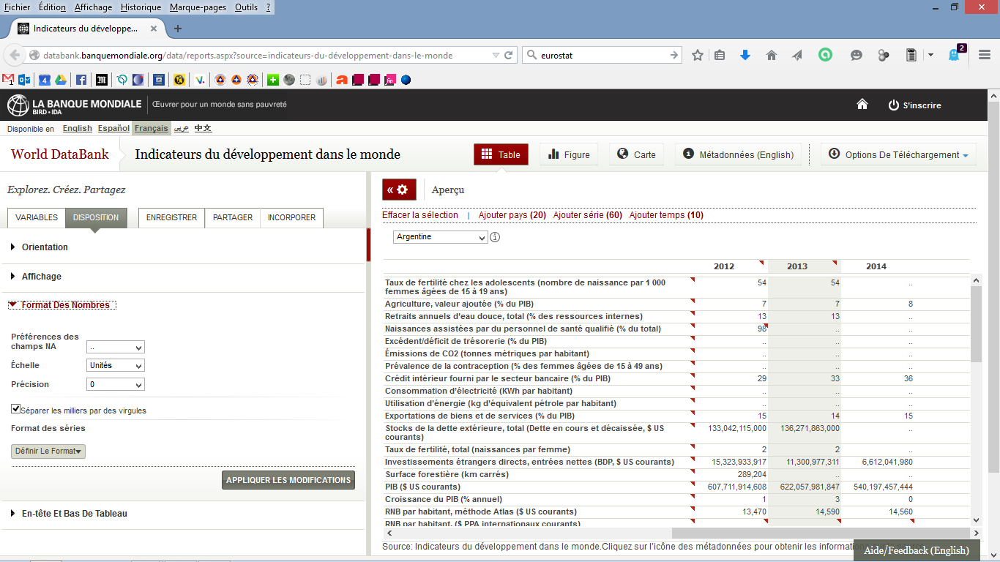 Fichier Édition Affichage Historique Marque-pages Outils ?
Indicateurs du développe... × +
databank.banquemondiale.org/data/reports.aspx?source=indicateurs-du-développement-dans-le-monde
eurostat
2
LA BANQUE MONDIALE
BIRD • IDA
Œuvrer pour un monde sans pauvreté
S'inscrire
Disponible en English Español Français عربي 中文
World DataBank
Indicateurs du développement dans le monde
Table Figure Carte Métadonnées (English) Options De Téléchargement
Explorez. Créez. Partagez
VARIABLES DISPOSITION ENREGISTRER PARTAGER INCORPORER
Orientation
Affichage
Format Des Nombres
Préférences des
champs NA ..
Échelle Unités
Précision 0
Séparer les milliers par des virgules
Format des séries
Définir Le Format
APPLIQUER LES MODIFICATIONS
En-tête Et Bas De Tableau
« Aperçu
Effacer la sélection | Ajouter pays (20) Ajouter série (60) Ajouter temps (10)
Argentine
2012 2013 2014
Taux de fertilité chez les adolescents (nombre de naissance par 1 000 54 54 ..
femmes âgées de 15 à 19 ans)
Agriculture, valeur ajoutée (% du PIB) 7 7 8
Retraits annuels d'eau douce, total (% des ressources internes) 13 13 ..
Naissances assistées par du personnel de santé qualifié (% du total) 98 .. ..
Excédent/déficit de trésorerie (% du PIB) .. .. ..
Émissions de CO2 (tonnes métriques par habitant) .. .. ..
Prévalence de la contraception (% des femmes âgées de 15 à 49 ans) .. .. ..
Crédit intérieur fourni par le secteur bancaire (% du PIB) 29 33 36
Consommation d'électricité (KWh par habitant) .. .. ..
Utilisation d'énergie (kg d'équivalent pétrole par habitant) .. .. ..
Exportations de biens et de services (% du PIB) 15 14 15
Stocks de la dette extérieure, total (Dette en cours et décaissée, $ US 133,042,115,000 136,271,863,000 ..
courants)
Taux de fertilité, total (naissances par femme) 2 2 ..
Investissements étrangers directs, entrées nettes (BDP, $ US courants) 15,323,933,917 11,300,977,311 6,612,041,980
Surface forestière (km carrés) 289,204 .. ..
PIB ($ US courants) 607,711,914,608 622,057,981,847 540,197,457,444
Croissance du PIB (% annuel) 1 3 0
RNB par habitant, méthode Atlas ($ US courants) 13,470 14,590 14,560
RNB par habitant, ($ PPA internationaux courants)
Source: Indicateurs du développement dans le monde.Cliquez sur l'icône des métadonnées pour obtenir les
Aide/Feedback (English)